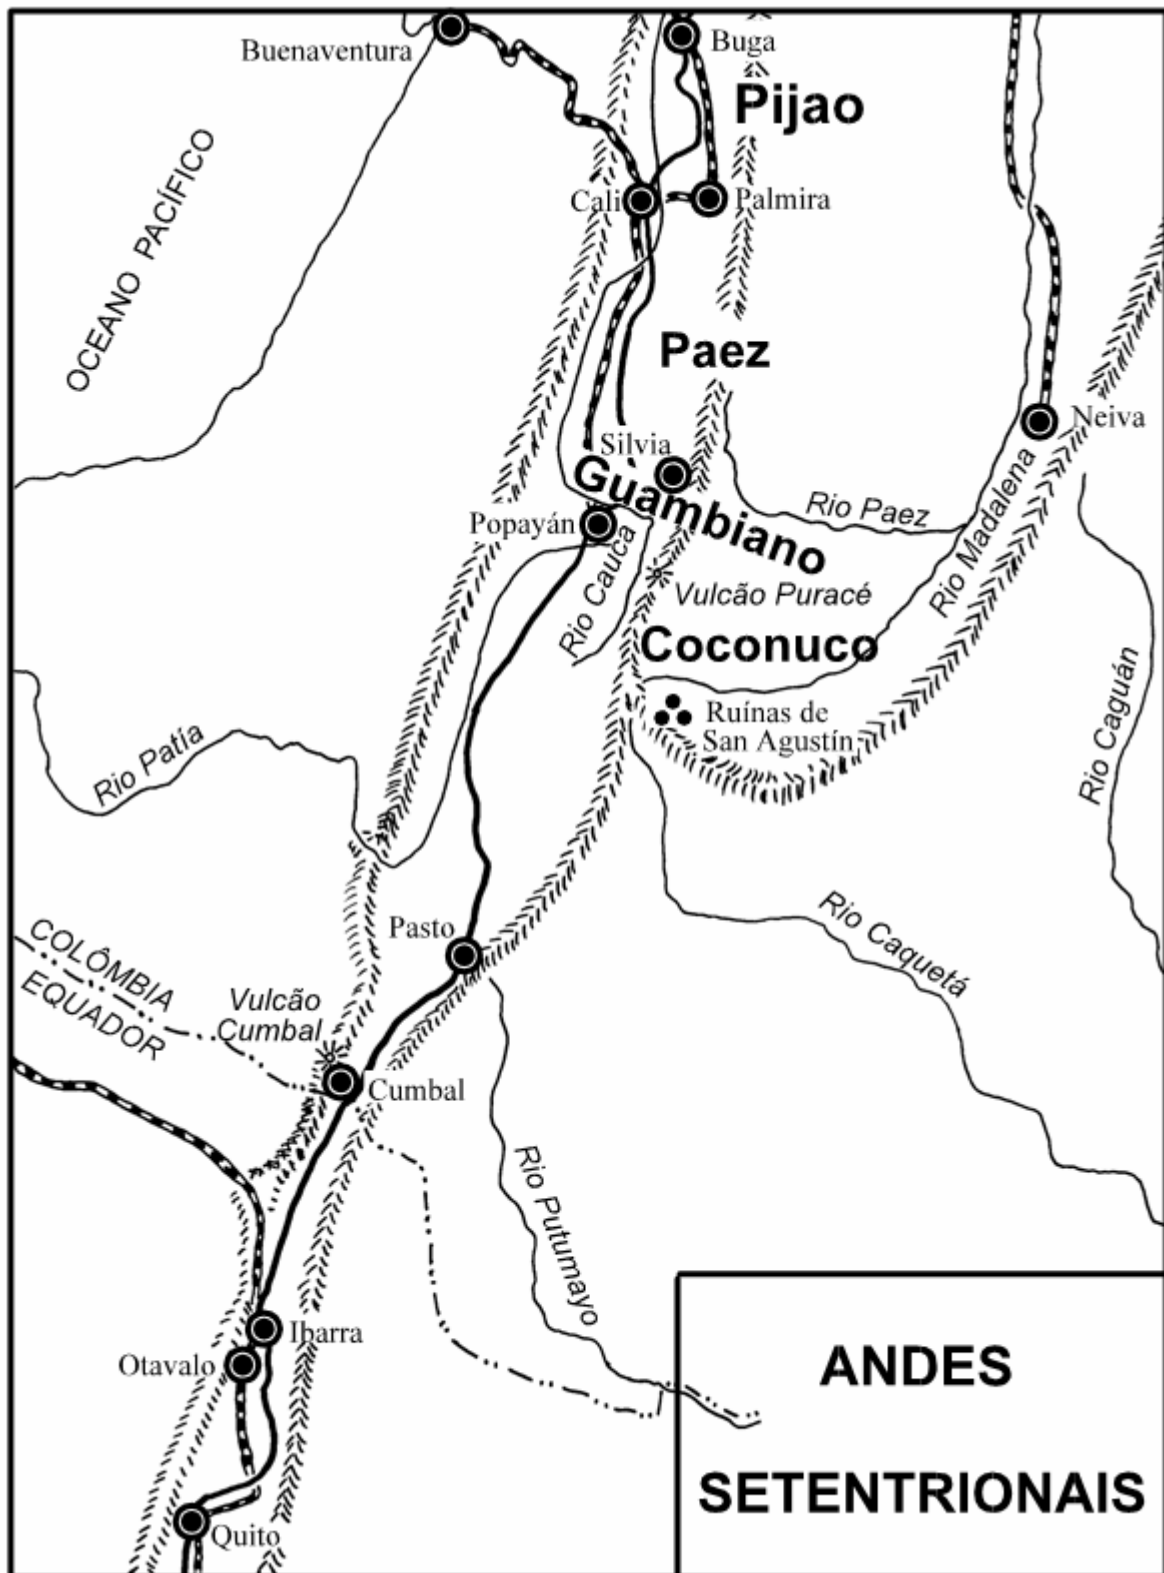 Buenaventura
Buga
Pijao
OCEANO PACÍFICO
Cali
Palmira
Paez
Neiva
Silvia
Guambiano
Popayán
Rio Paez
Rio Madalena
Rio Cauca
Vulcão Puracé
Coconuco
Ruínas de
San Agustín
Rio Caguán
Rio Patía
Rio Caquetá
Pasto
COLÔMBIA
EQUADOR
Vulcão
Cumbal
Cumbal
Rio Putumayo
Ibarra
Otavalo
Quito
ANDES
SETENTRIONAIS